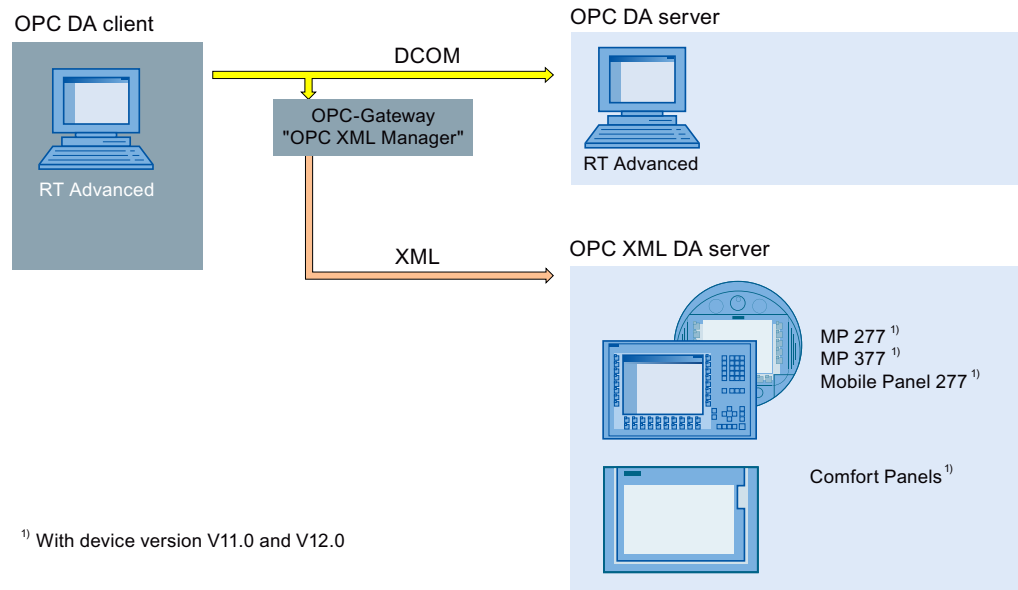 OPC DA client
RT Advanced
DCOM
OPC-Gateway
"OPC XML Manager"
XML
OPC DA server
RT Advanced
OPC XML DA server
MP 277 1)
MP 377 1)
Mobile Panel 277 1)
Comfort Panels 1)
1) With device version V11.0 and V12.0